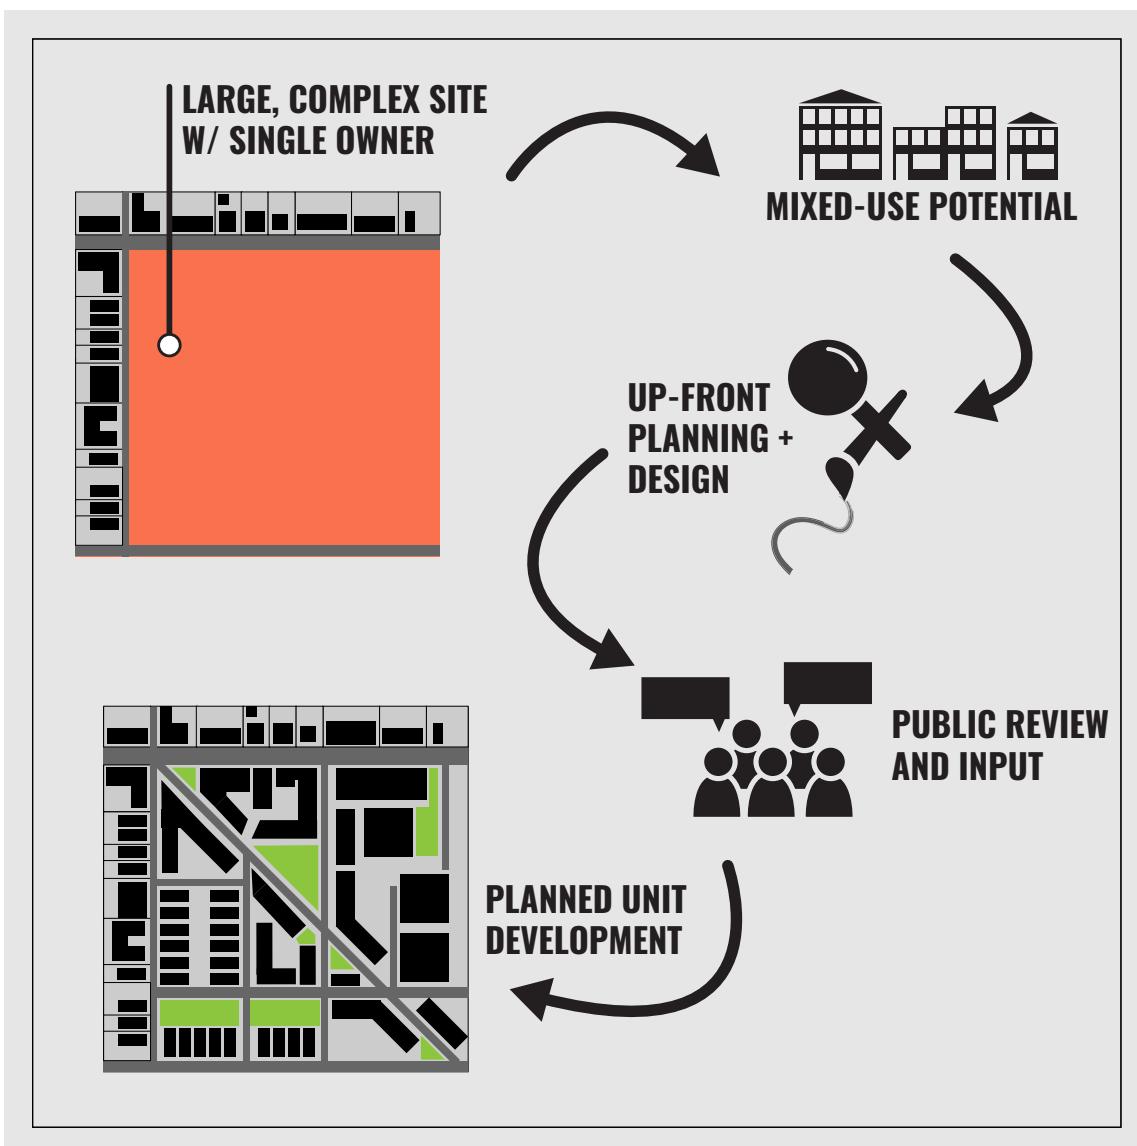 LARGE, COMPLEX SITE
W/ SINGLE OWNER
MIXED-USE POTENTIAL
UP-FRONT
PLANNING +
DESIGN
PUBLIC REVIEW
AND INPUT
PLANNED UNIT
DEVELOPMENT